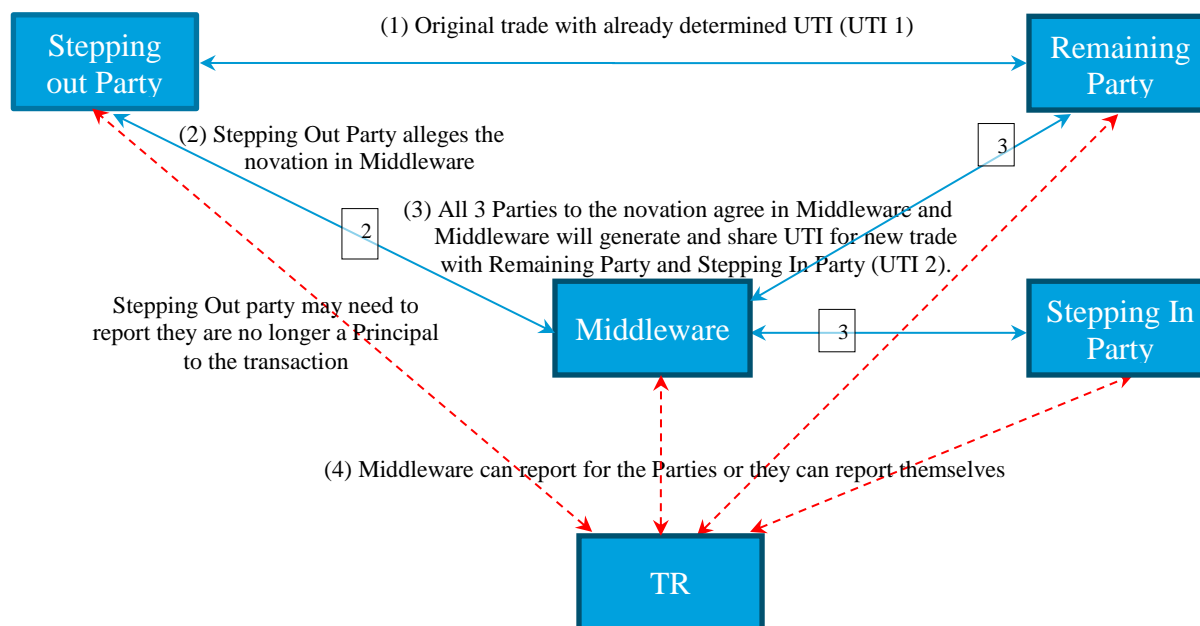 (1) Original trade with already determined UTI (UTI 1)
Stepping
out Party
Remaining
Party
(2) Stepping Out Party alleges the
novation in Middleware
3
2
(3) All 3 Parties to the novation agree in Middleware and
Middleware will generate and share UTI for new trade
with Remaining Party and Stepping In Party (UTI 2).
Stepping Out party may need to
report they are no longer a Principal
to the transaction
Middleware
3
Stepping In
Party
(4) Middleware can report for the Parties or they can report themselves
TR